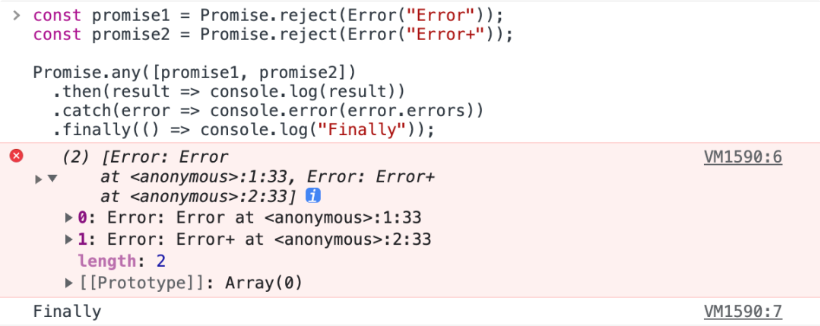 const promise1 = Promise.reject(Error("Error"));
const promise2 = Promise.reject(Error("Error+"));
Promise.any([promise1, promise2])
.then(result => console.log(result))
.catch(error => console.error(error.errors))
.finally(() => console.log("Finally"));
(2) [Error: Error VM1590:6
at <anonymous>:1:33, Error: Error+
at <anonymous>:2:33] i
0: Error: Error at <anonymous>:1:33
1: Error: Error+ at <anonymous>:2:33
length: 2
[[Prototype]]: Array(0)
Finally VM1590:7